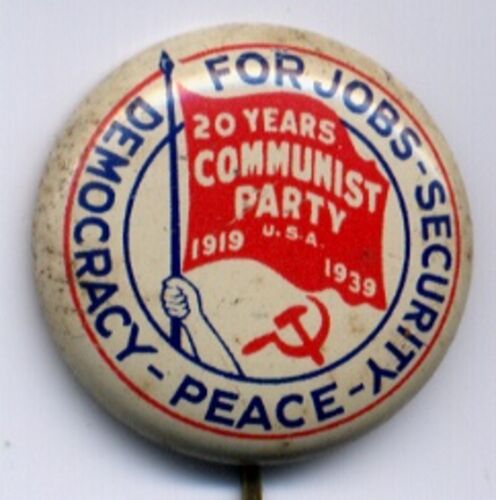 FOR JOBS-SECURITY-PEACE-DEMOCRACY
20 YEARS
COMMUNIST
PARTY
U.S.A.
1919 1939